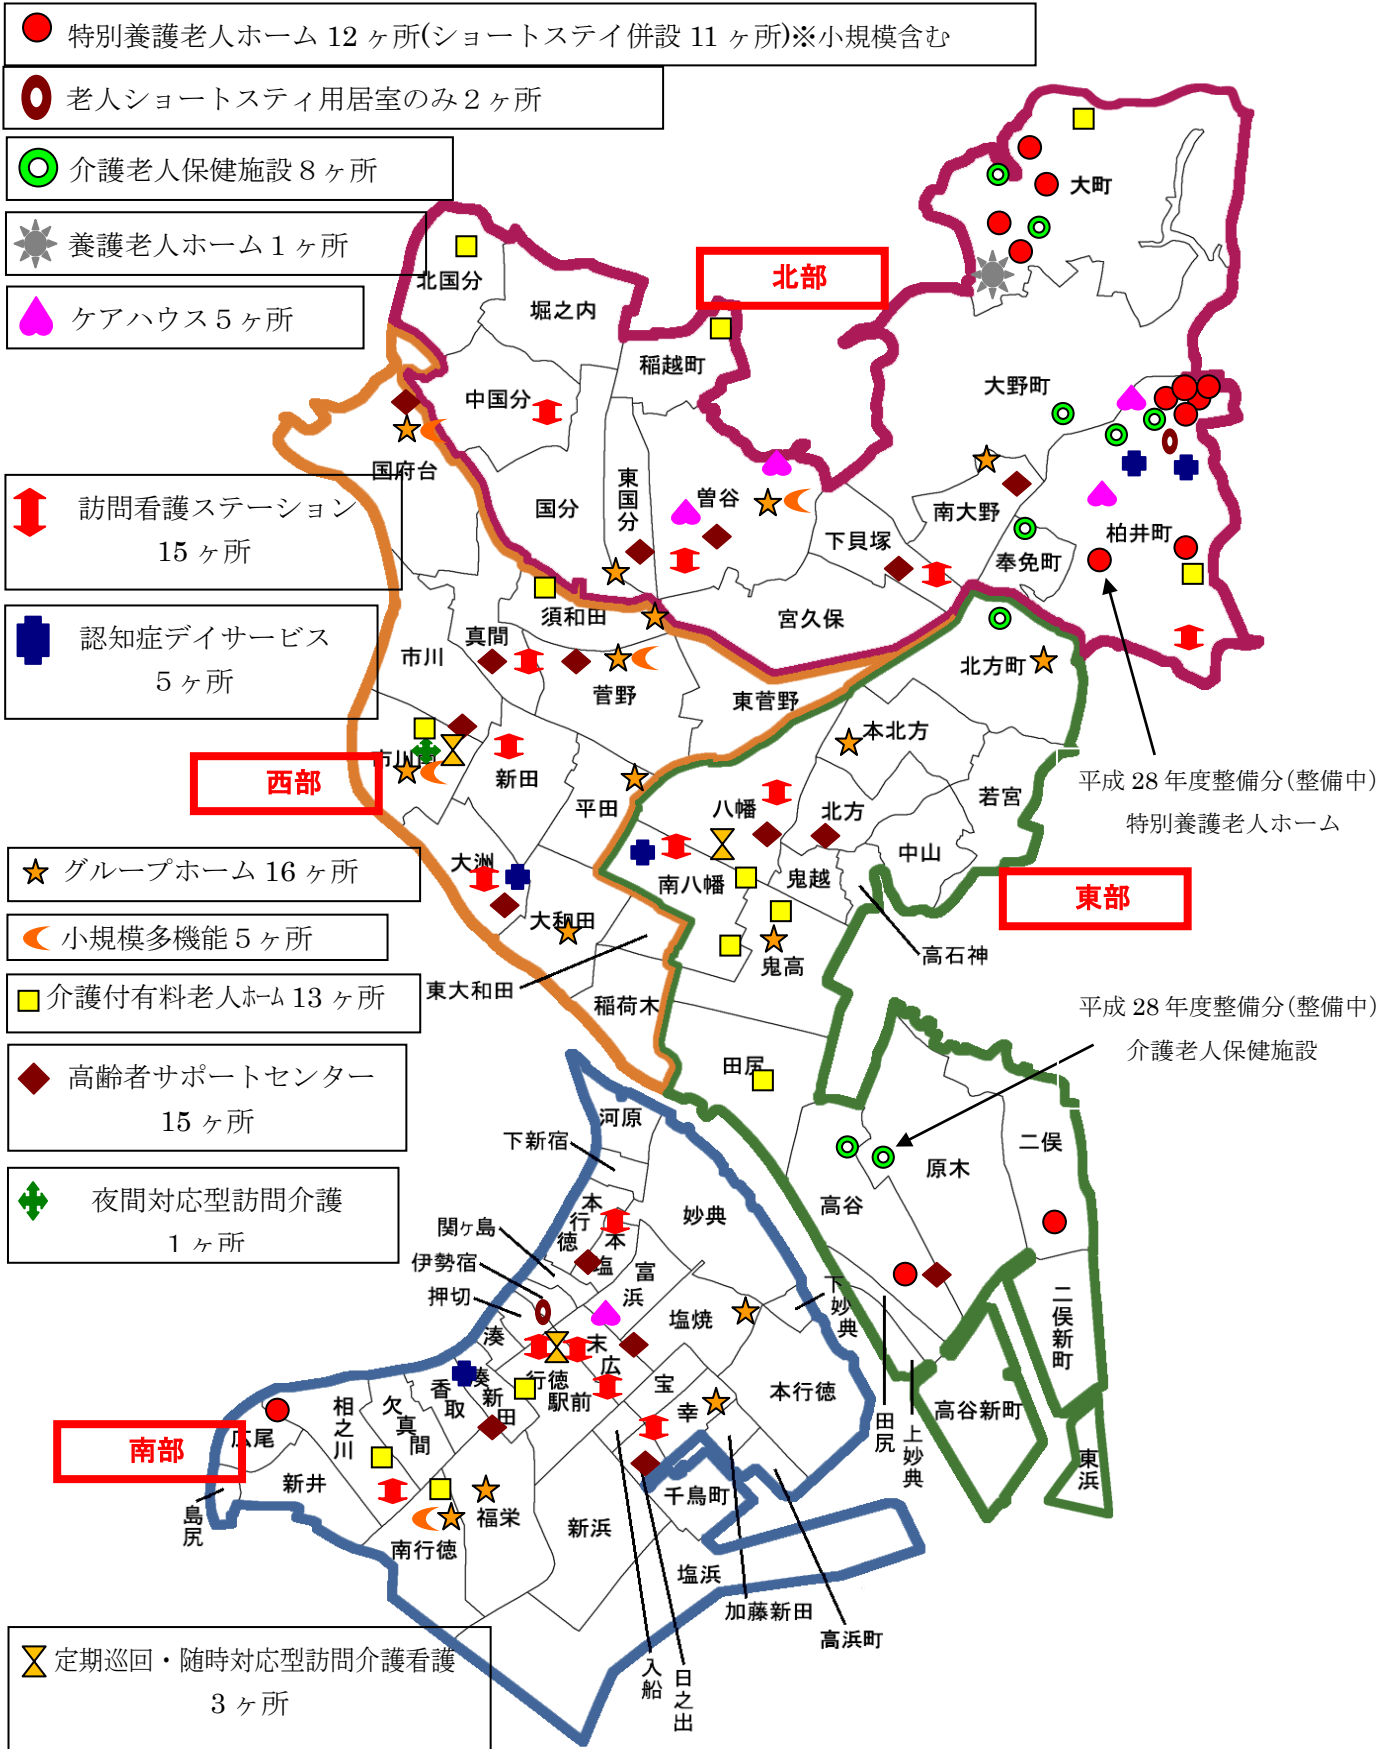 特別養護老人ホーム 12 ヶ所(ショートステイ併設 11 ヶ所)※小規模含む
老人ショートスティ用居室のみ２ヶ所
介護老人保健施設８ヶ所
養護老人ホーム１ヶ所
ケアハウス５ヶ所
訪問看護ステーション
15 ヶ所
認知症デイサービス
５ヶ所
グループホーム 16 ヶ所
小規模多機能５ヶ所
介護付有料老人ホーム 13 ヶ所
高齢者サポートセンター
15 ヶ所
夜間対応型訪問介護
１ヶ所
定期巡回・随時対応型訪問介護看護
３ヶ所
北部
西部
東部
南部
大町
北国分
堀之内
稲越町
中国分
大野町
国府台
東国分
曽谷
国分
南大野
柏井町
下貝塚
奉免町
宮久保
須和田
真間
市川
菅野
東菅野
北方町
本北方
市川南
新田
平田
八幡
北方
若宮
中山
大洲
南八幡
鬼越
大和田
鬼高
高石神
東大和田
稲荷木
田尻
平成 28 年度整備分(整備中)
特別養護老人ホーム
平成 28 年度整備分(整備中)
介護老人保健施設
河原
下新宿
本行徳
本塩
妙典
関ヶ島
伊勢宿
押切
富浜
塩焼
下妙典
湊
末広
行徳駅前
湊新田
香取
欠真間
相之川
広尾
新井
島尻
宝
幸
本行徳
福栄
南行徳
新浜
千鳥町
塩浜
加藤新田
高浜町
入船
日之出
高谷
原木
二俣
二俣新町
高谷新町
東浜
田尻
上妙典